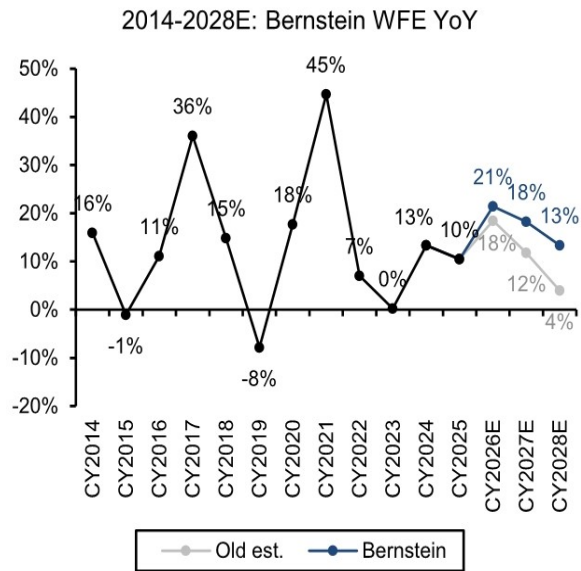 2014-2028E: Bernstein WFE YoY
50%
40%
30%
20%
10%
0%
-10%
-20%
16%
-1%
11%
36%
15%
-8%
18%
45%
7%
0%
13%
10%
21%
18%
13%
18%
12%
4%
CY2014
CY2015
CY2016
CY2017
CY2018
CY2019
CY2020
CY2021
CY2022
CY2023
CY2024
CY2025
CY2026E
CY2027E
CY2028E
Old est.
Bernstein